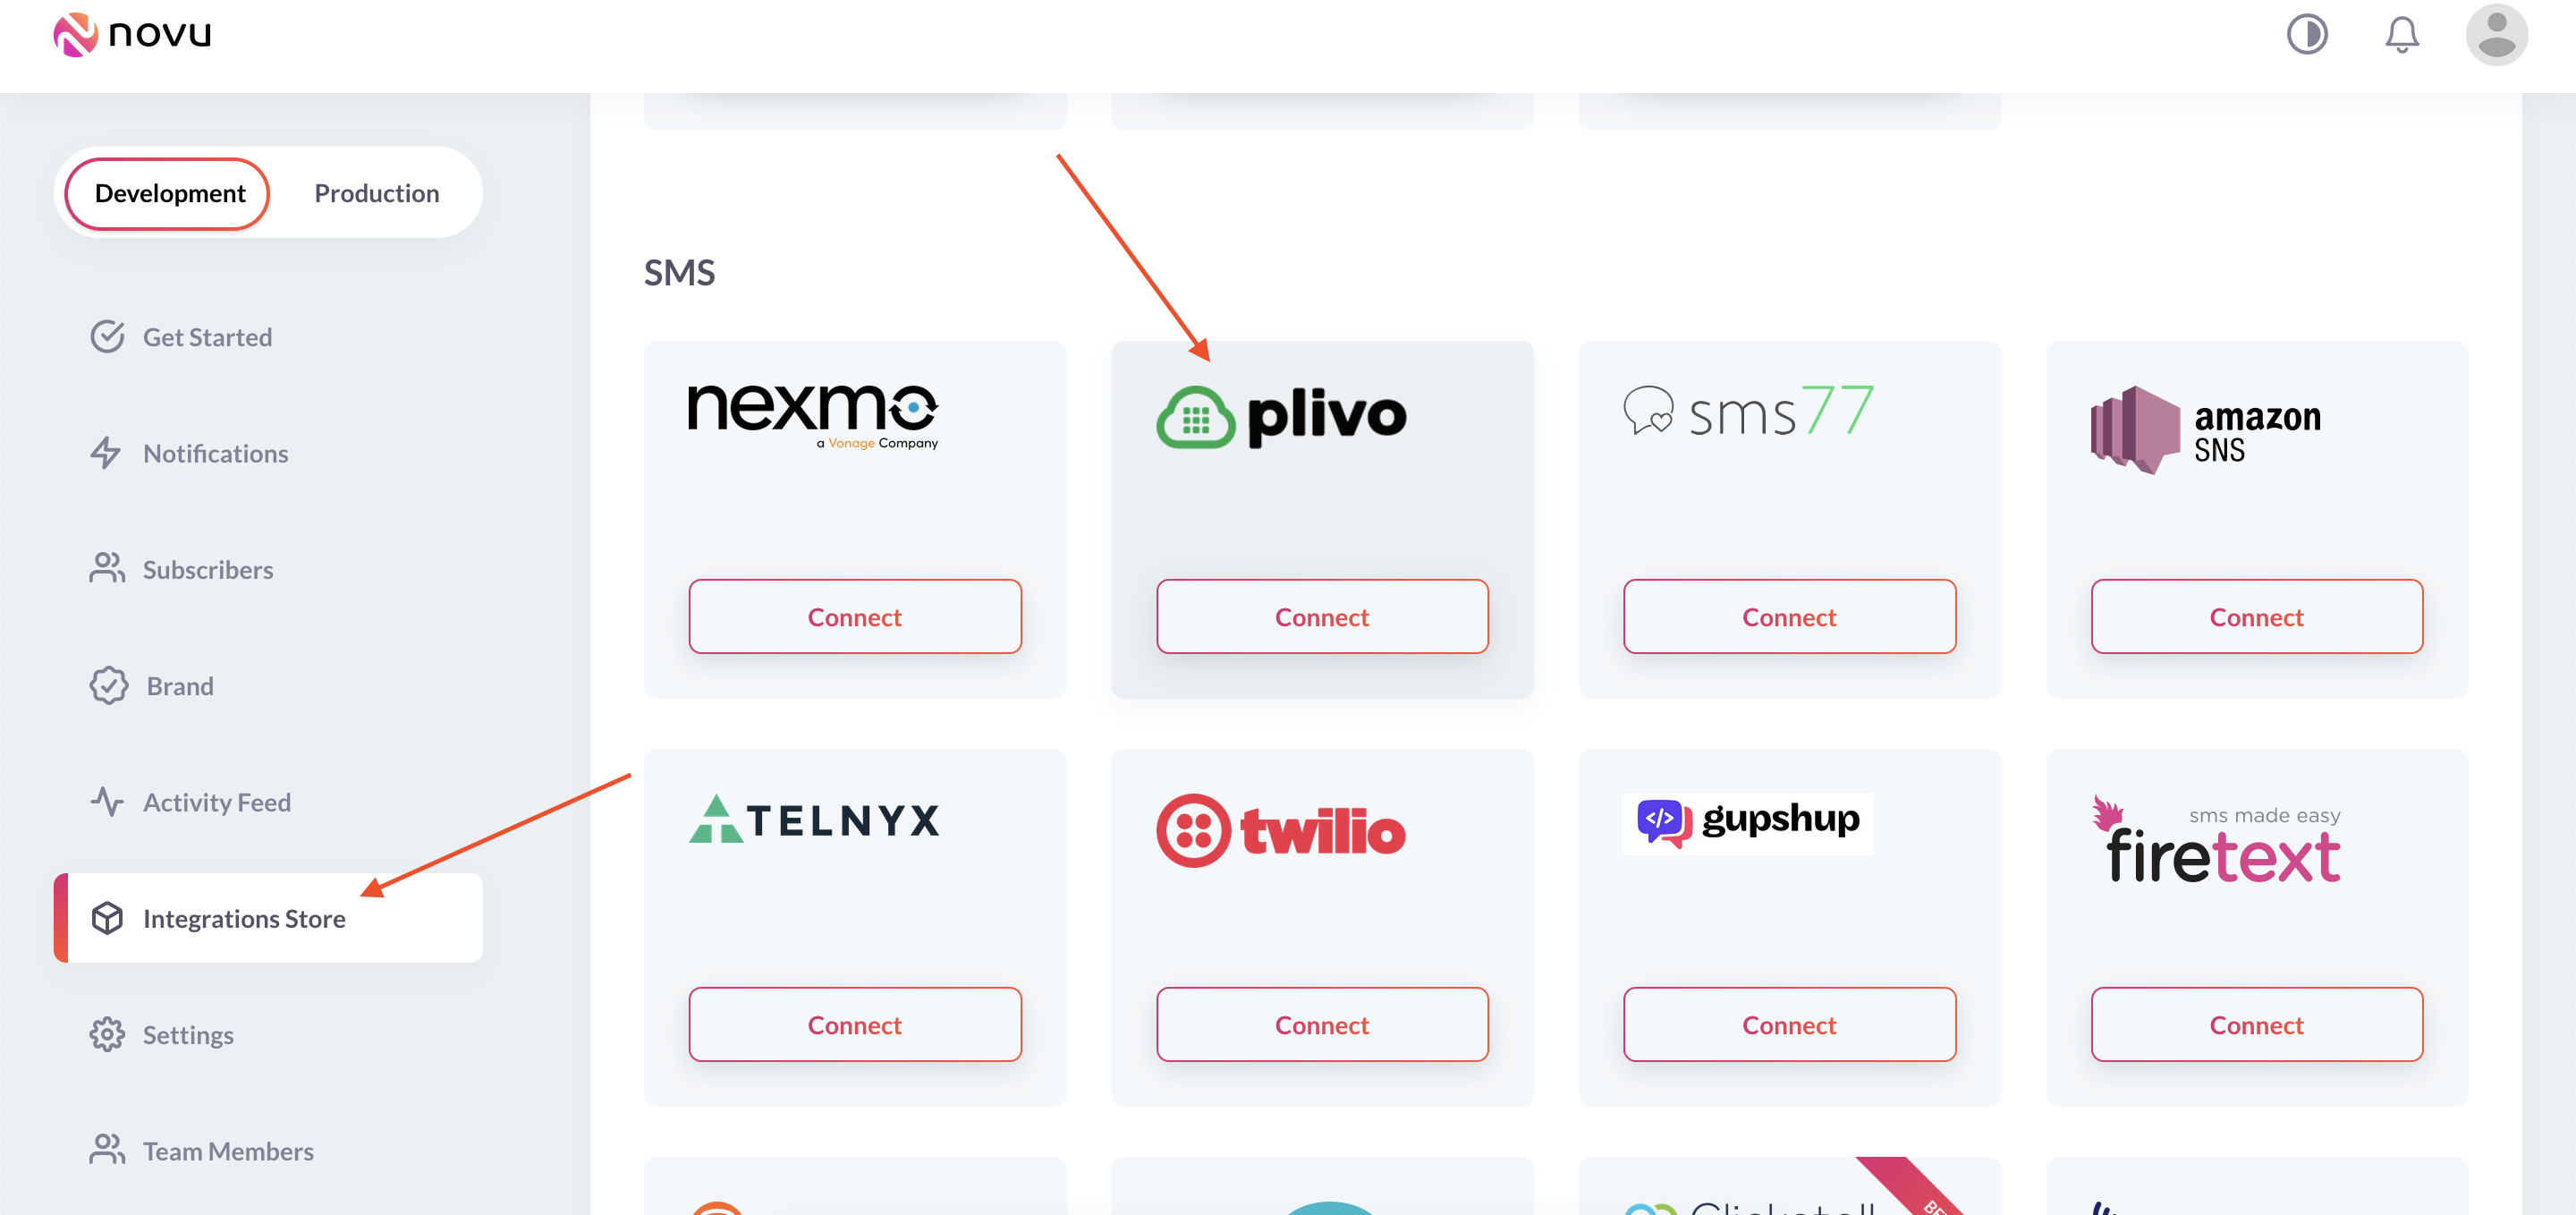 novu
Development
Production
Get Started
Notifications
Subscribers
Brand
Activity Feed
Integrations Store
Settings
Team Members
SMS
nexmo
a Vonage Company
Connect
plivo
Connect
sms77
Connect
amazon
SNS
Connect
TELNYX
Connect
twilio
Connect
</> gupshup
Connect
sms made easy
firetext
Connect